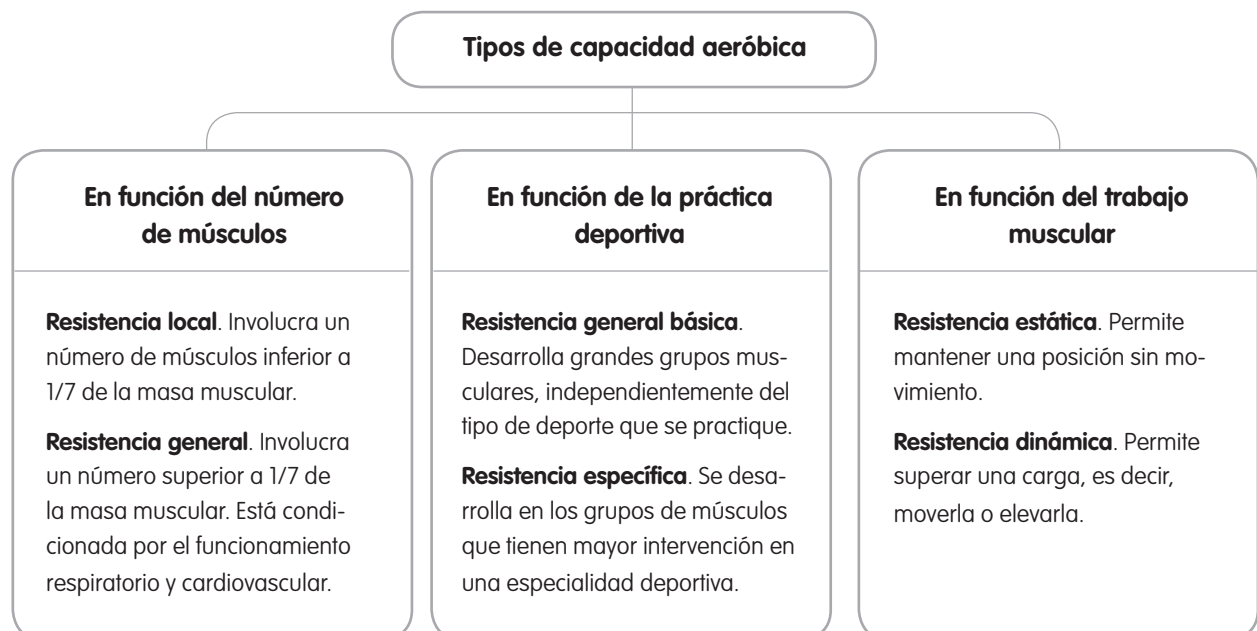 Tipos de capacidad aeróbica
En función del número
de músculos
Resistencia local. Involucra un
número de músculos inferior a
1/7 de la masa muscular.
Resistencia general. Involucra
un número superior a 1/7 de
la masa muscular. Está condi-
cionada por el funcionamiento
respiratorio y cardiovascular.
En función de la práctica
deportiva
Resistencia general básica.
Desarrolla grandes grupos mus-
culares, independientemente del
tipo de deporte que se practique.
Resistencia específica. Se desa-
rrolla en los grupos de músculos
que tienen mayor intervención en
una especialidad deportiva.
En función del trabajo
muscular
Resistencia estática. Permite
mantener una posición sin mo-
vimiento.
Resistencia dinámica. Permite
superar una carga, es decir,
moverla o elevarla.